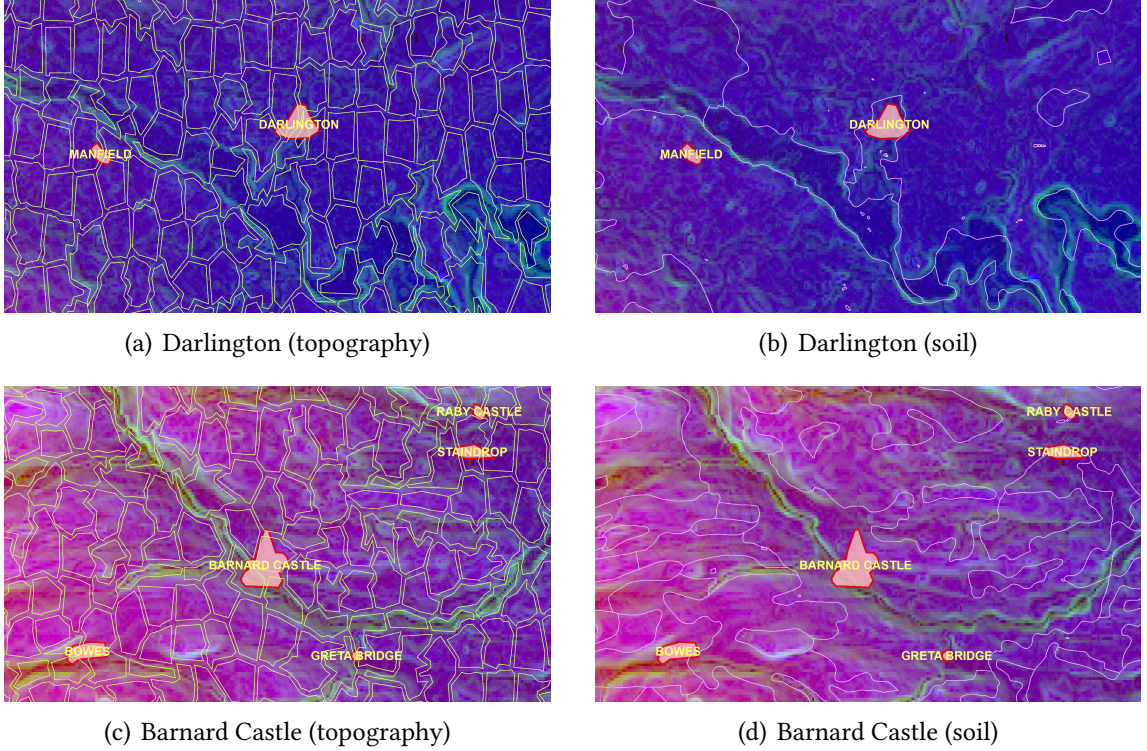 DARLINGTON
MANFIELD
DARLINGTON
MANFIELD
(a) Darlington (topography)
(b) Darlington (soil)
RABY CASTLE
STAINDROP
BARNARD CASTLE
BOWES
GRETA BRIDGE
RABY CASTLE
STAINDROP
BARNARD CASTLE
BOWES
GRETA BRIDGE
(c) Barnard Castle (topography)
(d) Barnard Castle (soil)